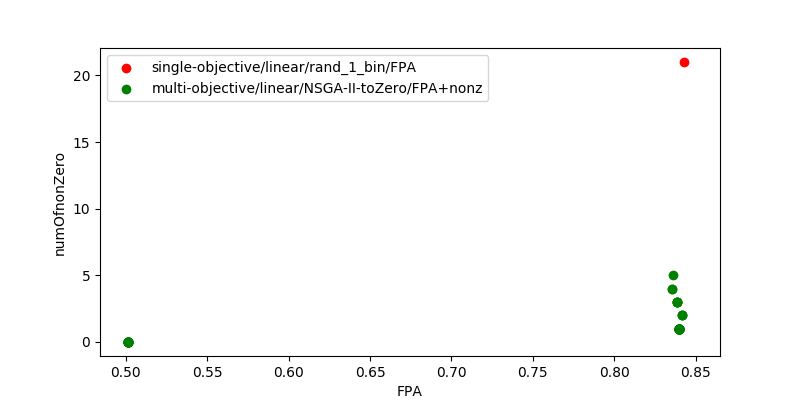 single-objective/linear/rand_1_bin/FPA
multi-objective/linear/NSGA-II-toZero/FPA+nonz
numOfnonZero
20
15
10
5
0
0.50 0.55 0.60 0.65 0.70 0.75 0.80 0.85
FPA